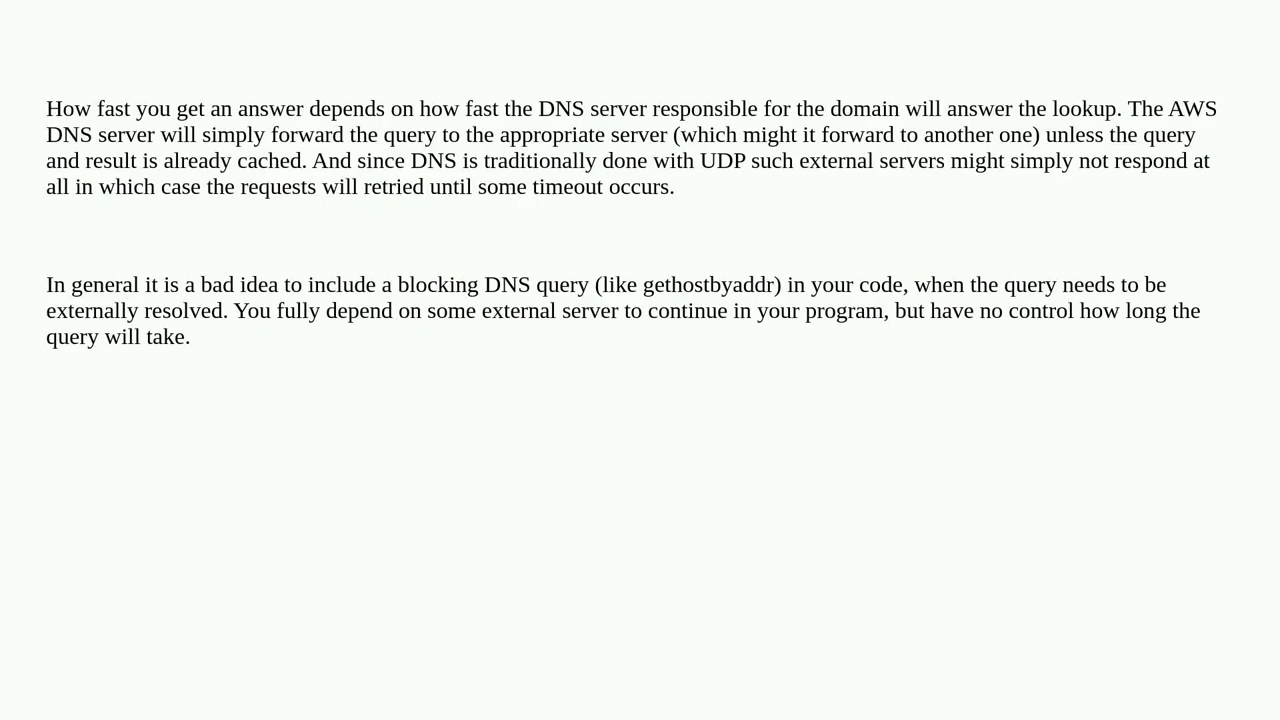 How fast you get an answer depends on how fast the DNS server responsible for the domain will answer the lookup. The AWS
DNS server will simply forward the query to the appropriate server (which might it forward to another one) unless the query
and result is already cached. And since DNS is traditionally done with UDP such external servers might simply not respond at
all in which case the requests will retried until some timeout occurs.
In general it is a bad idea to include a blocking DNS query (like gethostbyaddr) in your code, when the query needs to be
externally resolved. You fully depend on some external server to continue in your program, but have no control how long the
query will take.